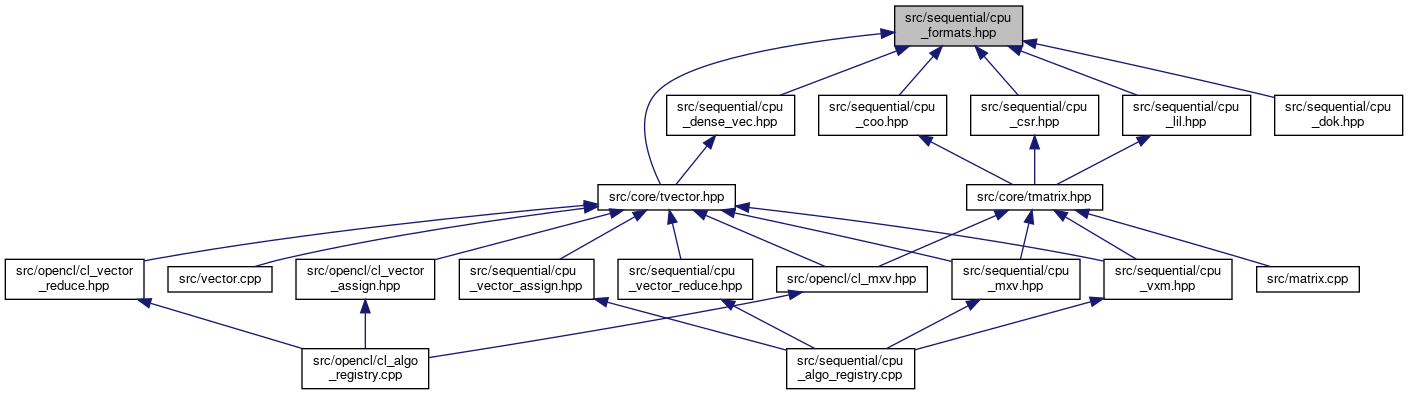 src/sequential/cpu
_formats.hpp
src/sequential/cpu
_dense_vec.hpp
src/sequential/cpu
_coo.hpp
src/sequential/cpu
_csr.hpp
src/sequential/cpu
_lil.hpp
src/sequential/cpu
_dok.hpp
src/core/tvector.hpp
src/core/tmatrix.hpp
src/opencl/cl_vector
_reduce.hpp
src/vector.cpp
src/opencl/cl_vector
_assign.hpp
src/sequential/cpu
_vector_assign.hpp
src/sequential/cpu
_vector_reduce.hpp
src/opencl/cl_mxv.hpp
src/sequential/cpu
_mxv.hpp
src/sequential/cpu
_vxm.hpp
src/matrix.cpp
src/opencl/cl_algo
_registry.cpp
src/sequential/cpu
_algo_registry.cpp